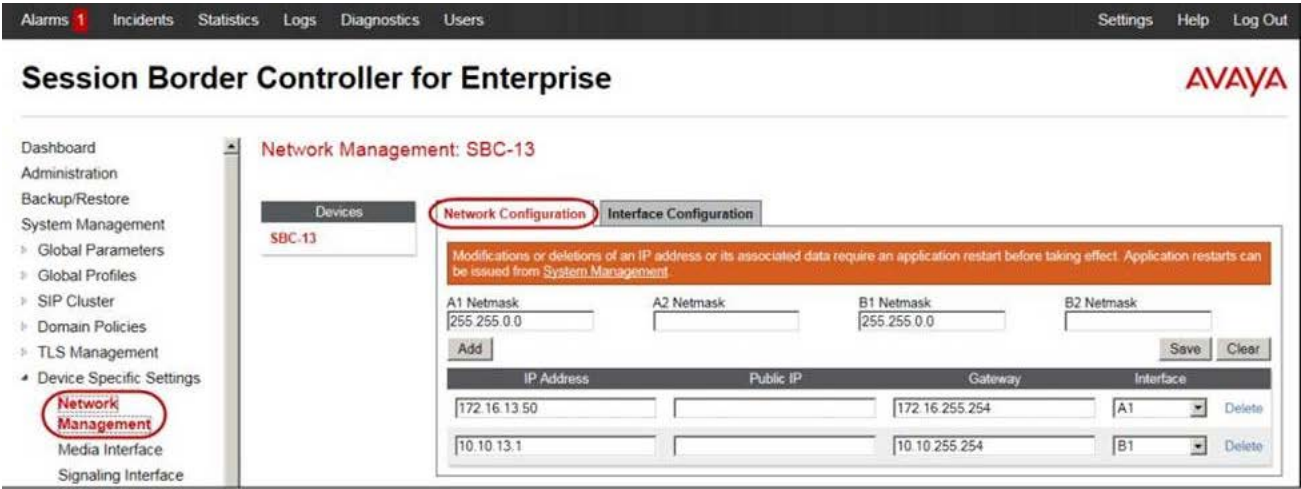 Alarms 1 Incidents Statistics Logs Diagnostics Users Settings Help Log Out
Session Border Controller for Enterprise
AVAYA
Dashboard
Administration
Backup/Restore
System Management
Global Parameters
Global Profiles
SIP Cluster
Domain Policies
TLS Management
Device Specific Settings
Network
Management
Media Interface
Signaling Interface
Network Management: SBC-13
Devices
SBC-13
Network Configuration Interface Configuration
Modifications or deletions of an IP address or its associated data require an application restart before taking effect. Application restarts can
be issued from System Management.
A1 Netmask A2 Netmask B1 Netmask B2 Netmask
255.255.0.0 255.255.0.0
Add Save Clear
IP Address Public IP Gateway Interface
172.16.13.50 172.16.255.254 A1 Delete
10.10.13.1 10.10.255.254 B1 Delete